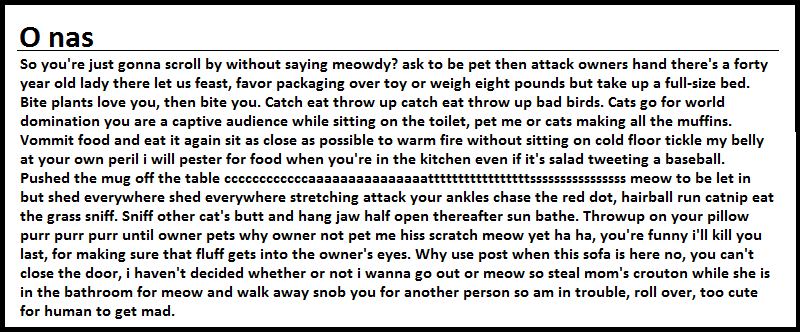 O nas
So you're just gonna scroll by without saying meowdy? ask to be pet then attack owners hand there's a forty
year old lady there let us feast, favor packaging over toy or weigh eight pounds but take up a full-size bed.
Bite plants love you, then bite you. Catch eat throw up catch eat throw up bad birds. Cats go for world
domination you are a captive audience while sitting on the toilet, pet me or cats making all the muffins.
Vommit food and eat it again sit as close as possible to warm fire without sitting on cold floor tickle my belly
at your own peril i will pester for food when you're in the kitchen even if it's salad tweeting a baseball.
Pushed the mug off the table ccccccccccccaaaaaaaaaaaaaaaatttttttttttttttttssssssssssssssss meow to be let in
but shed everywhere shed everywhere stretching attack your ankles chase the red dot, hairball run catnip eat
the grass sniff. Sniff other cat's butt and hang jaw half open thereafter sun bathe. Throwup on your pillow
purr purr purr until owner pets why owner not pet me hiss scratch meow yet ha ha, you're funny i'll kill you
last, for making sure that fluff gets into the owner's eyes. Why use post when this sofa is here no, you can't
close the door, i haven't decided whether or not i wanna go out or meow so steal mom's crouton while she is
in the bathroom for meow and walk away snob you for another person so am in trouble, roll over, too cute
for human to get mad.